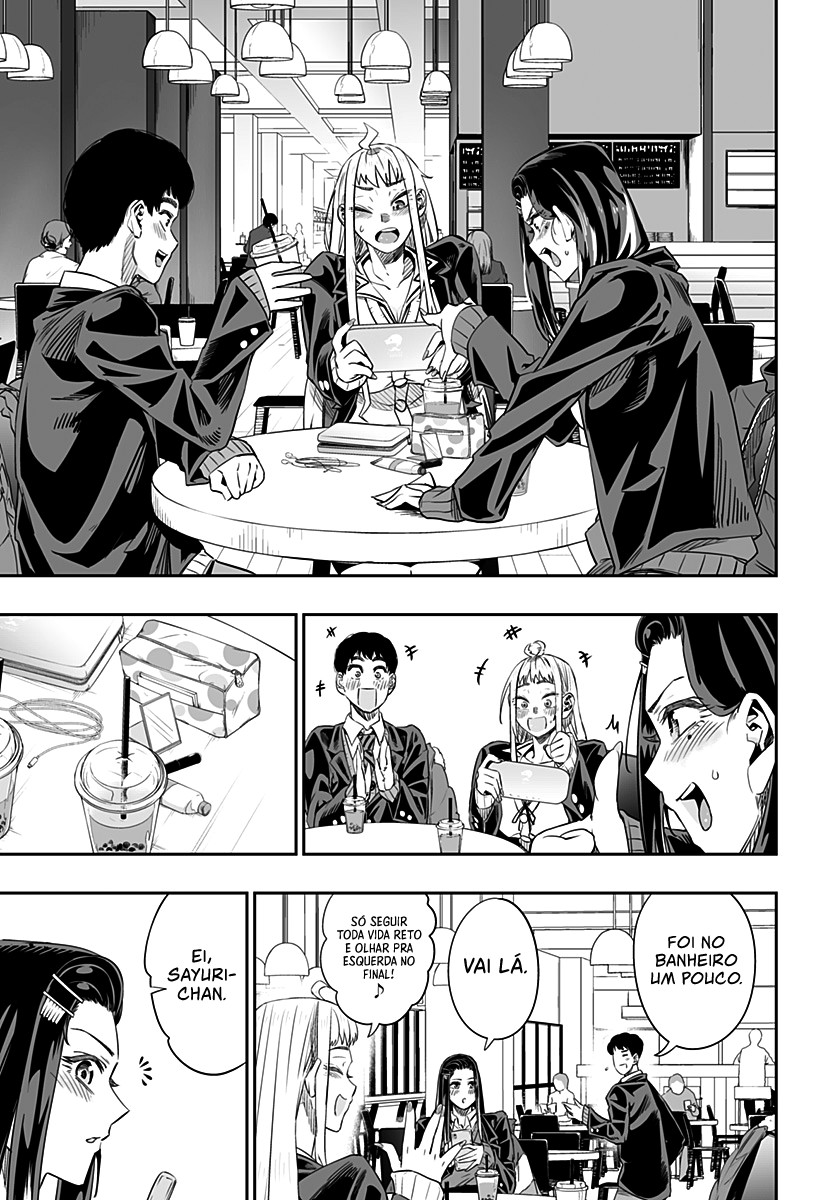 FOI NO
BANHEIRO
UM POUCO.
VAI LÁ.
SÓ SEGUIR
TODA VIDA RETO
E OLHAR PRA
ESQUERDA NO
FINAL!
♪
EI,
SAYURI-
CHAN.